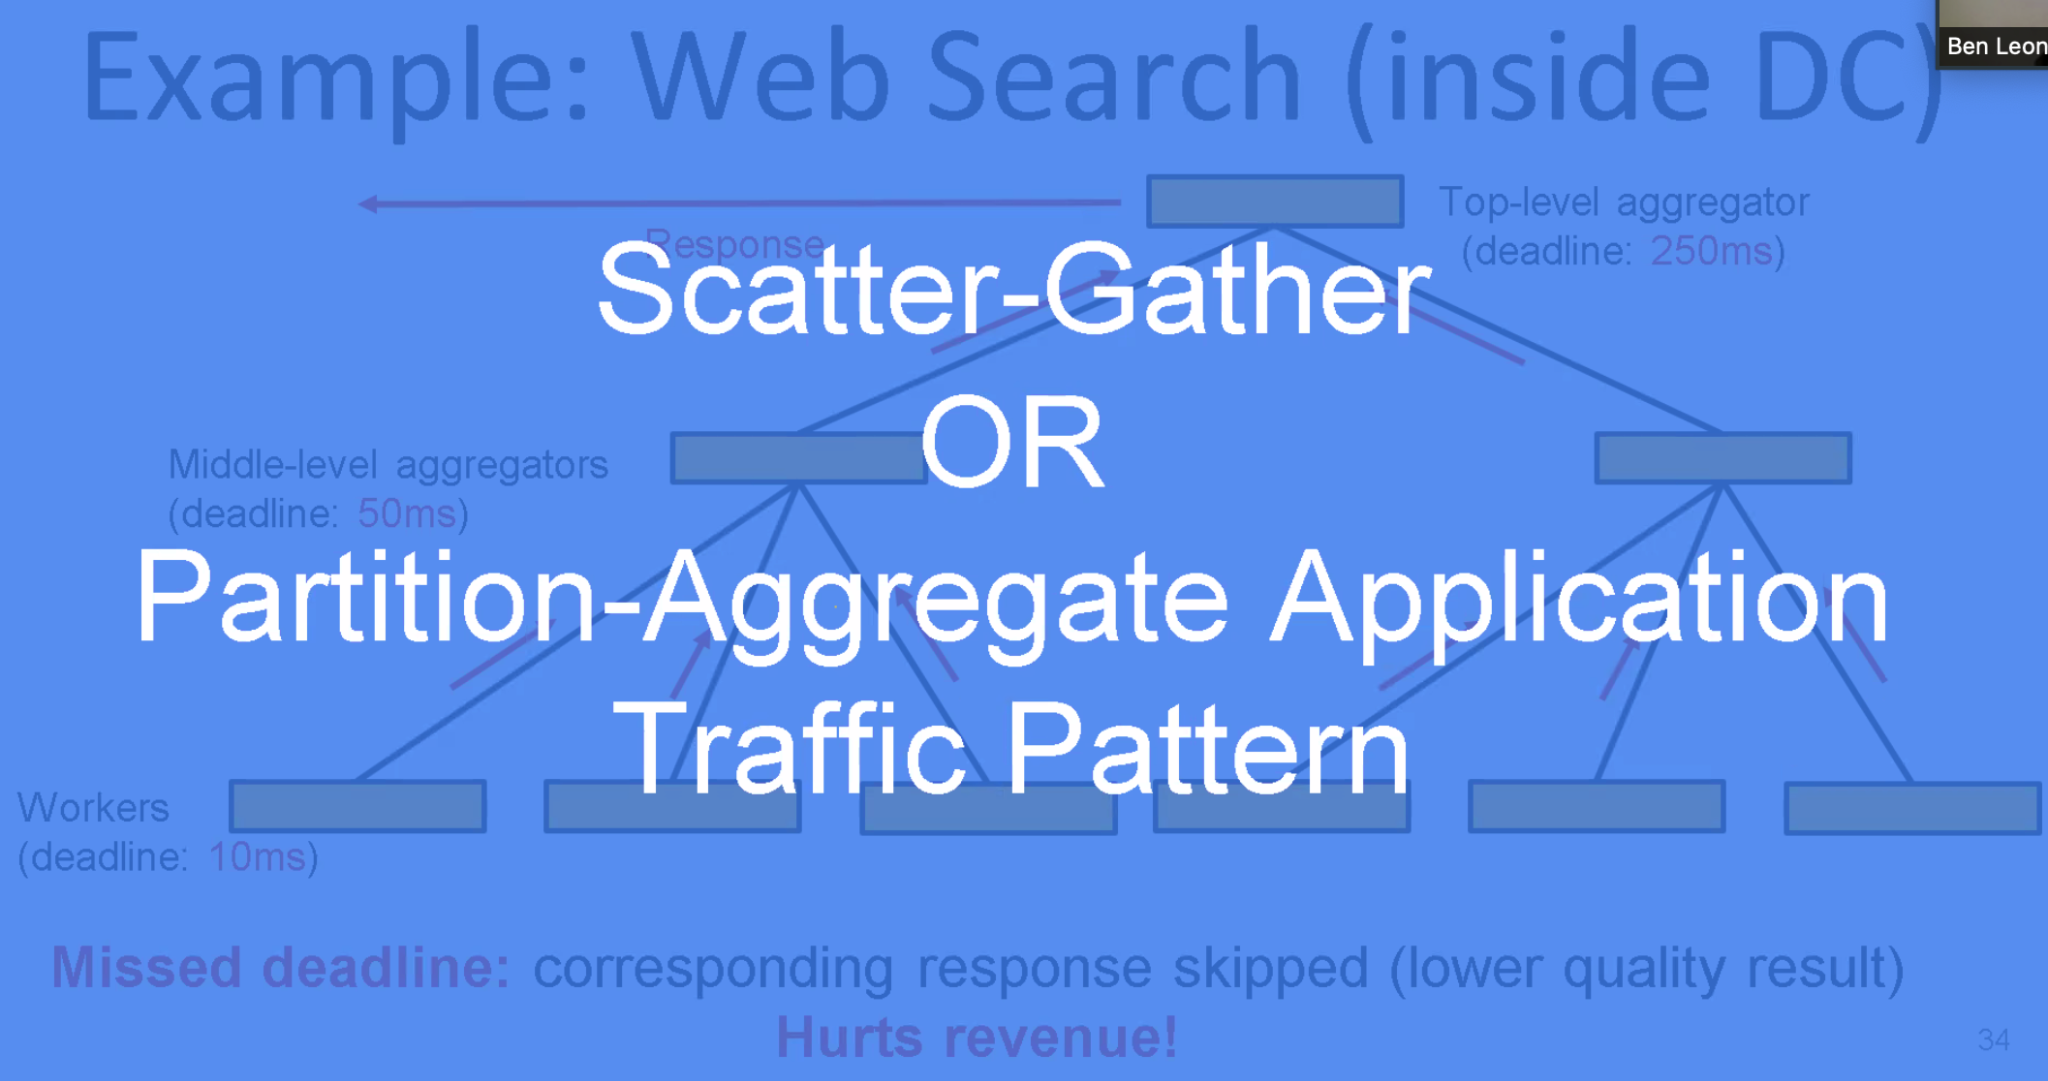 Example: Web Search (inside DC)
Ben Leon
Top-level aggregator
(deadline: 250ms)
Response
Scatter-Gather
OR
Middle-level aggregators
(deadline: 50ms)
Partition-Aggregate Application
Traffic Pattern
Workers
(deadline: 10ms)
Missed deadline: corresponding response skipped (lower quality result)
Hurts revenue!
34